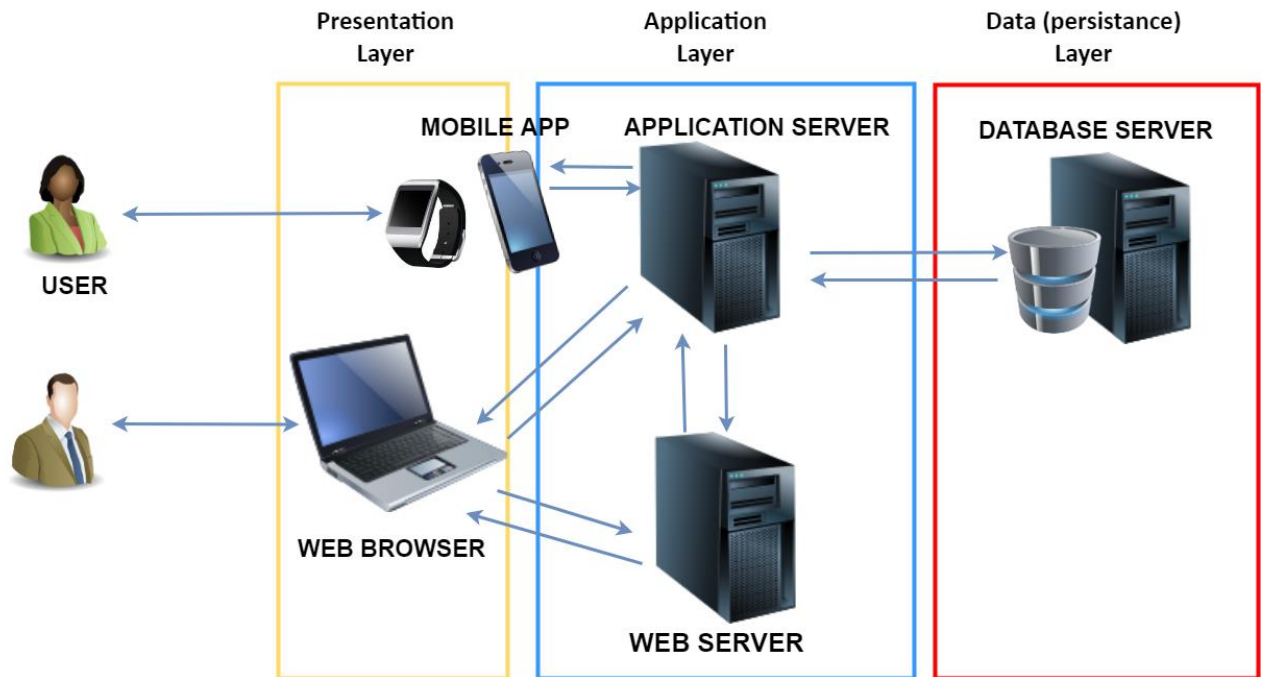 Presentation
Layer
Application
Layer
Data (persistance)
Layer
MOBILE APP
APPLICATION SERVER
DATABASE SERVER
USER
WEB BROWSER
WEB SERVER